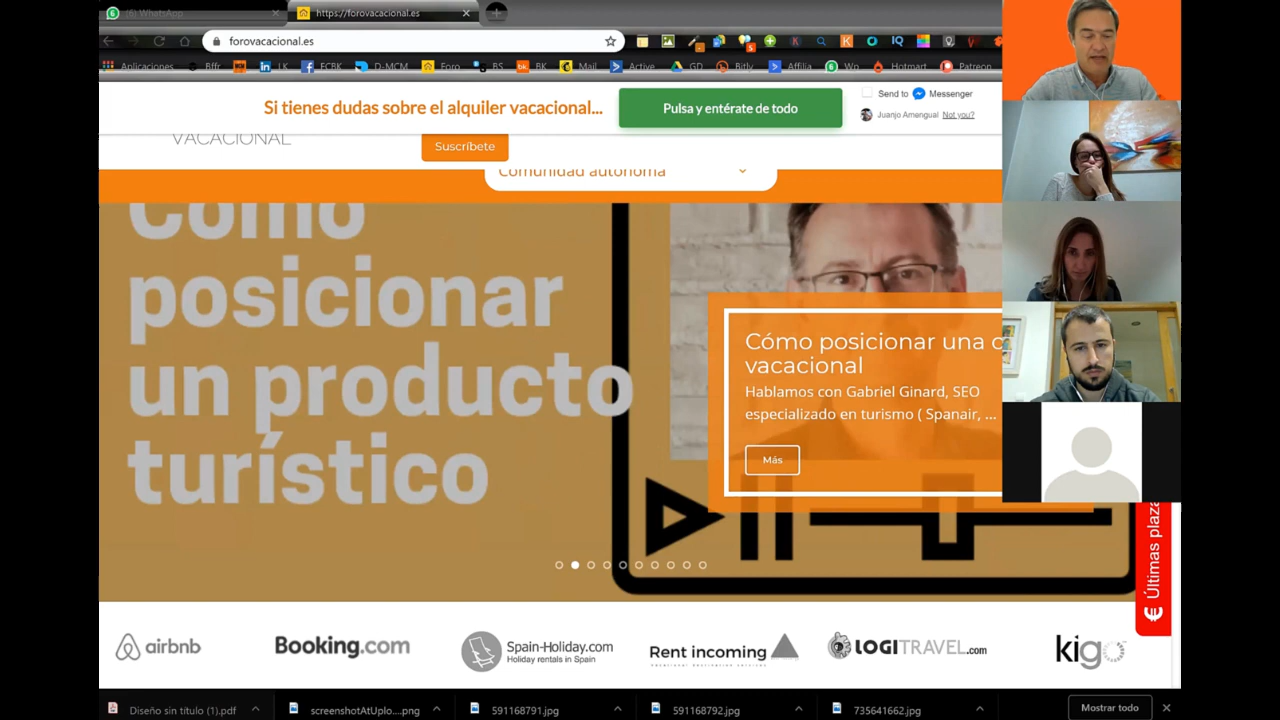 (6) WhatsApp
https://forovacacional.es
forovacacional.es
Aplicaciones Bffr LK FCBK D-MCM Foro BS BK Mail Active GD Bitly Affilia Wp Hotmart Patreon
Si tienes dudas sobre el alquiler vacacional...
Pulsa y entérate de todo
Send to Messenger
Juanjo Amengual Not you?
VACACIONAL
Suscríbete
Comunidad autónoma
Cómo
posicionar
un producto
turístico
Cómo posicionar una c
vacacional
Hablamos con Gabriel Ginard, SEO
especializado en turismo ( Spanair, ...
Más
€ Últimas plaza
airbnb
Booking.com
Spain-Holiday.com
Holiday rentals in Spain
Rent incoming
LOGITRAVEL.com
kigo
Diseño sin título (1).pdf
screenshotAtUplo....png
591168791.jpg
591168792.jpg
735641662.jpg
Mostrar todo